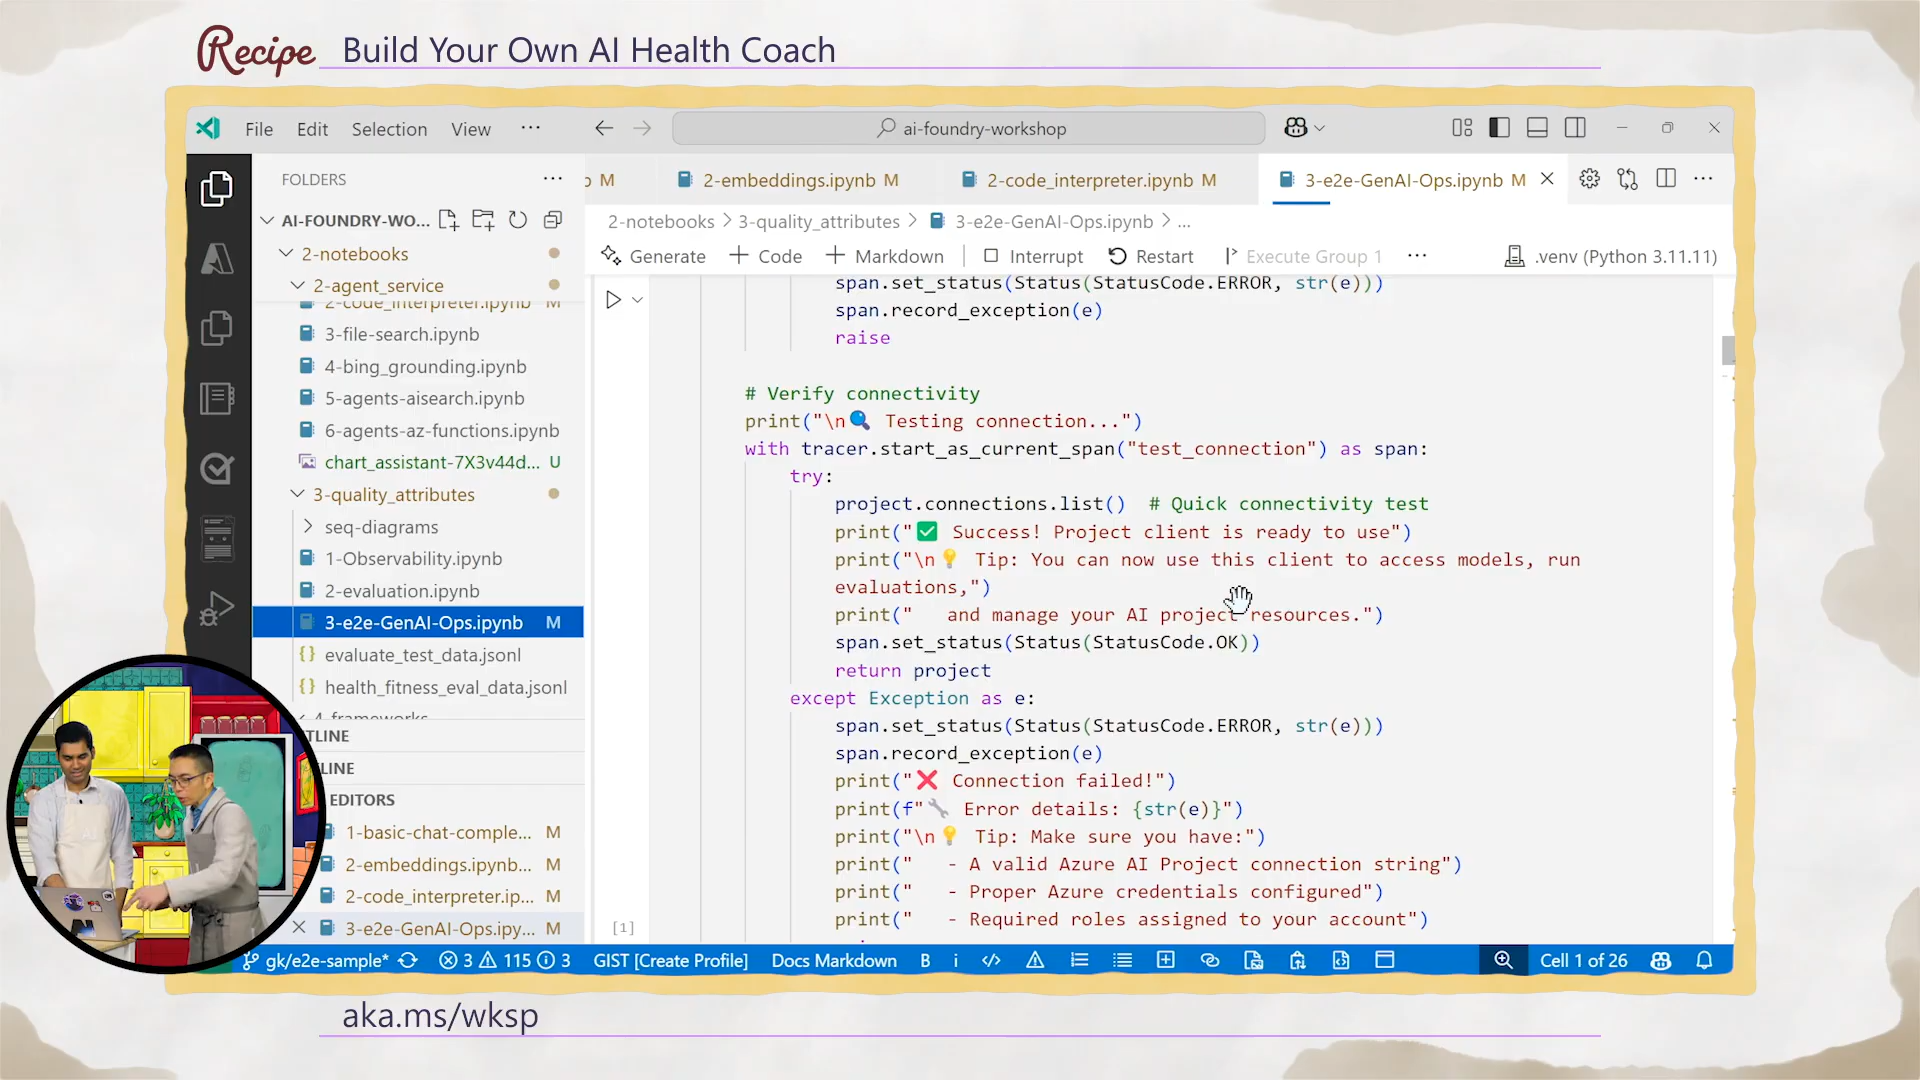 Recipe Build Your Own AI Health Coach
File Edit Selection View ··· ai-foundry-workshop
FOLDERS ···
M 2-embeddings.ipynb M 2-code_interpreter.ipynb M 3-e2e-GenAI-Ops.ipynb M
AI-FOUNDRY-WO...
2-notebooks > 3-quality_attributes > 3-e2e-GenAI-Ops.ipynb > ...
Generate + Code + Markdown | Interrupt Restart Execute Group 1 ··· .venv (Python 3.11.11)
2-notebooks
2-agent_service
2-code_interpreter.ipynb M
3-file-search.ipynb
4-bing_grounding.ipynb
5-agents-aisearch.ipynb
6-agents-az-functions.ipynb
chart_assistant-7X3v44d... U
3-quality_attributes
seq-diagrams
1-Observability.ipynb
2-evaluation.ipynb
3-e2e-GenAI-Ops.ipynb M
evaluate_test_data.jsonl
health_fitness_eval_data.jsonl
4-frameworks
TLINE
LINE
EDITORS
1-basic-chat-comple... M
2-embeddings.ipynb... M
2-code_interpreter.ip... M
3-e2e-GenAI-Ops.ipy... M
span.set_status(Status(StatusCode.ERROR, str(e)))
span.record_exception(e)
raise
# Verify connectivity
print("\n🔍 Testing connection...")
with tracer.start_as_current_span("test_connection") as span:
try:
project.connections.list() # Quick connectivity test
print("✅ Success! Project client is ready to use")
print("\n💡 Tip: You can now use this client to access models, run
evaluations,")
print("   and manage your AI project resources.")
span.set_status(Status(StatusCode.OK))
return project
except Exception as e:
span.set_status(Status(StatusCode.ERROR, str(e)))
span.record_exception(e)
print("❌ Connection failed!")
print(f"🔧 Error details: {str(e)}")
print("\n💡 Tip: Make sure you have:")
print("   - A valid Azure AI Project connection string")
print("   - Proper Azure credentials configured")
print("   - Required roles assigned to your account")
[1]
gk/e2e-sample* 3 115 3 GIST [Create Profile] Docs Markdown B i Cell 1 of 26
aka.ms/wksp